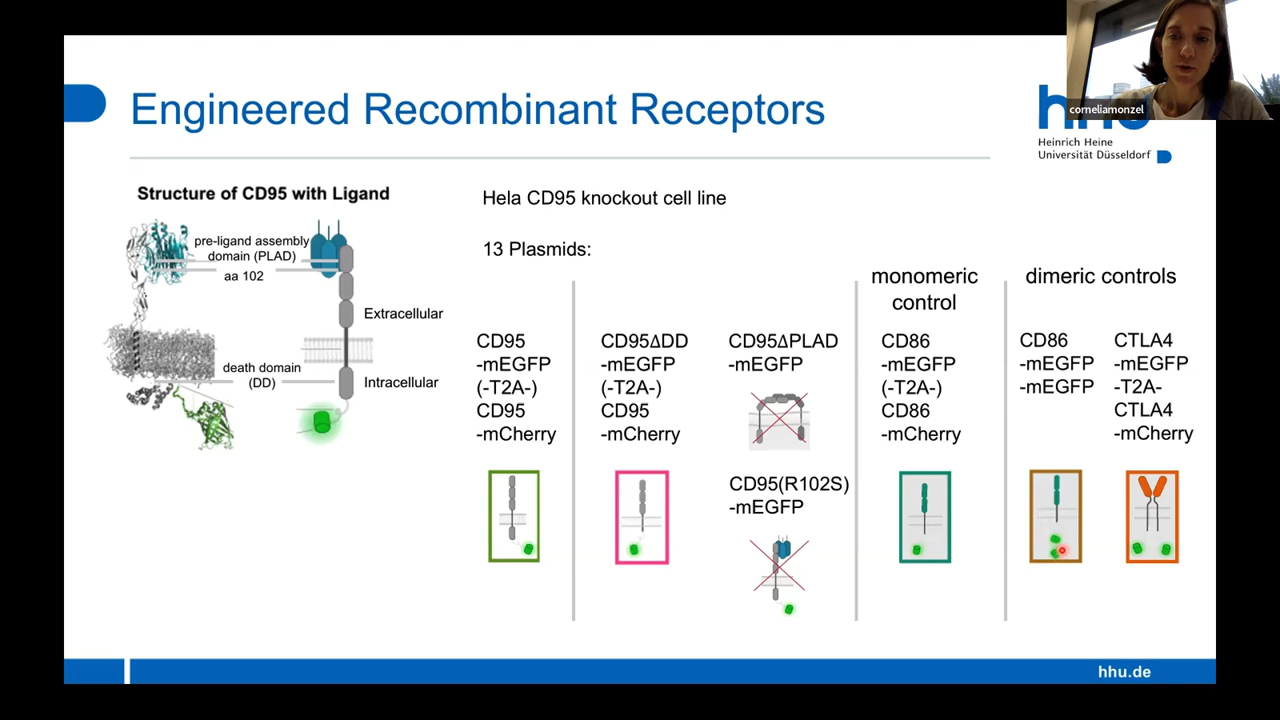 corneliamonzel
Engineered Recombinant Receptors
Heinrich Heine
Universität Düsseldorf
Structure of CD95 with Ligand
pre-ligand assembly
domain (PLAD)
aa 102
Extracellular
death domain
(DD)
Intracellular
Hela CD95 knockout cell line
13 Plasmids:
CD95
-mEGFP
(-T2A-)
CD95
-mCherry
CD95ΔDD
-mEGFP
(-T2A-)
CD95
-mCherry
CD95ΔPLAD
-mEGFP
CD95(R102S)
-mEGFP
monomeric
control
CD86
-mEGFP
(-T2A-)
CD86
-mCherry
dimeric controls
CD86
-mEGFP
-mEGFP
CTLA4
-mEGFP
-T2A-
CTLA4
-mCherry
hhu.de